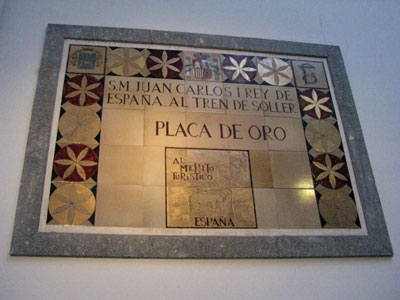 S.M JUAN CARLOS I REY DE
ESPAÑA, AL TREN DE SOLLER
PLACA DE ORO
AL
MERITO
TURISTICO
ESPAÑA